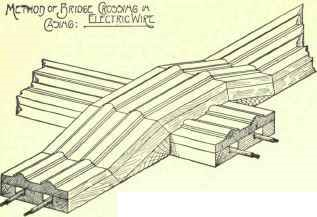 METHOD OF BRIDGE CROSSING IN
CASING: ELECTRIC WIRE